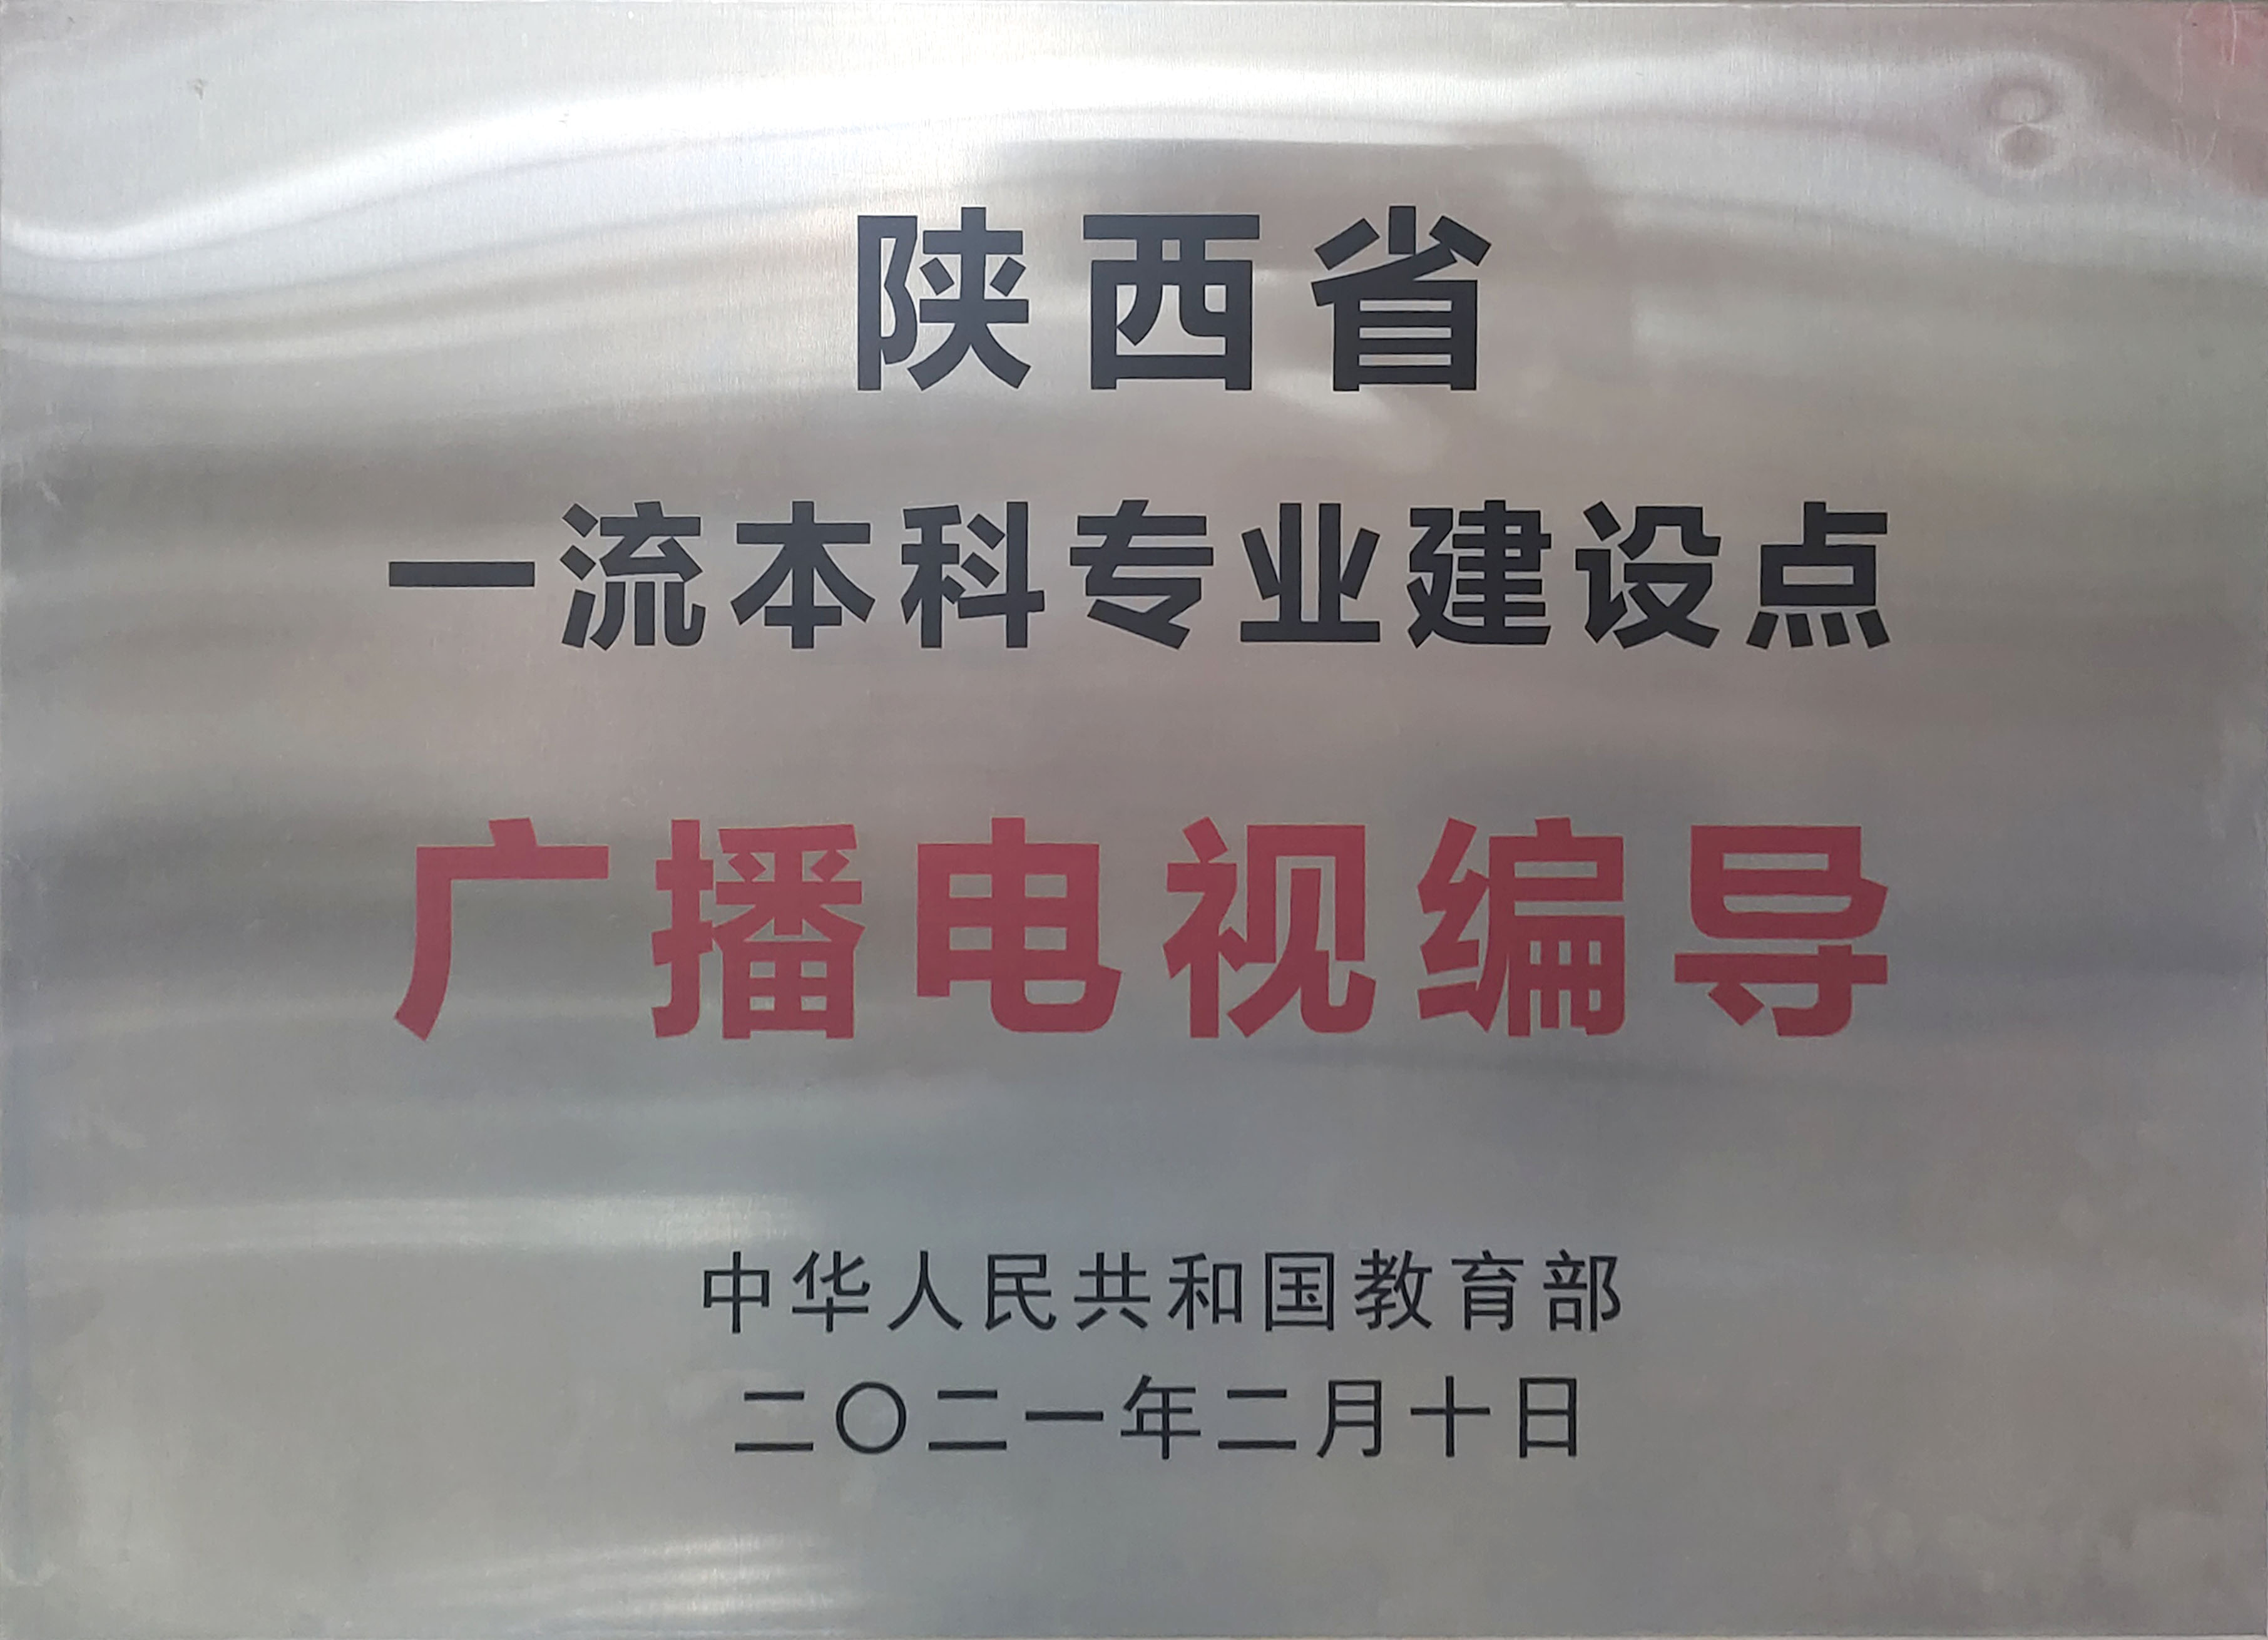 陕西省
一流本科专业建设点
广播电视编导
中华人民共和国教育部
二〇二一年二月十日